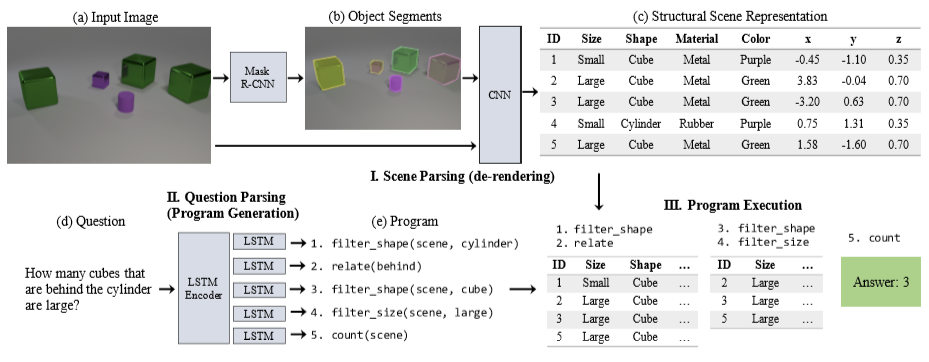 (a) Input Image
(b) Object Segments
(c) Structural Scene Representation
Mask
R-CNN
CNN
ID Size Shape Material Color x y z
1 Small Cube Metal Purple -0.45 -1.10 0.35
2 Large Cube Metal Green 3.83 -0.04 0.70
3 Large Cube Metal Green -3.20 0.63 0.70
4 Small Cylinder Rubber Purple 0.75 1.31 0.35
5 Large Cube Metal Green 1.58 -1.60 0.70
I. Scene Parsing (de-rendering)
II. Question Parsing
(Program Generation)
III. Program Execution
(d) Question
(e) Program
How many cubes that
are behind the cylinder
are large?
LSTM
Encoder
LSTM
1. filter_shape(scene, cylinder)
LSTM
2. relate(behind)
LSTM
3. filter_shape(scene, cube)
LSTM
4. filter_size(scene, large)
LSTM
5. count(scene)
1. filter_shape
2. relate
ID Size Shape ...
1 Small Cube ...
2 Large Cube ...
3 Large Cube ...
5 Large Cube ...
3. filter_shape
4. filter_size
ID Size ...
2 Large ...
3 Large ...
5 Large ...
5. count
Answer: 3